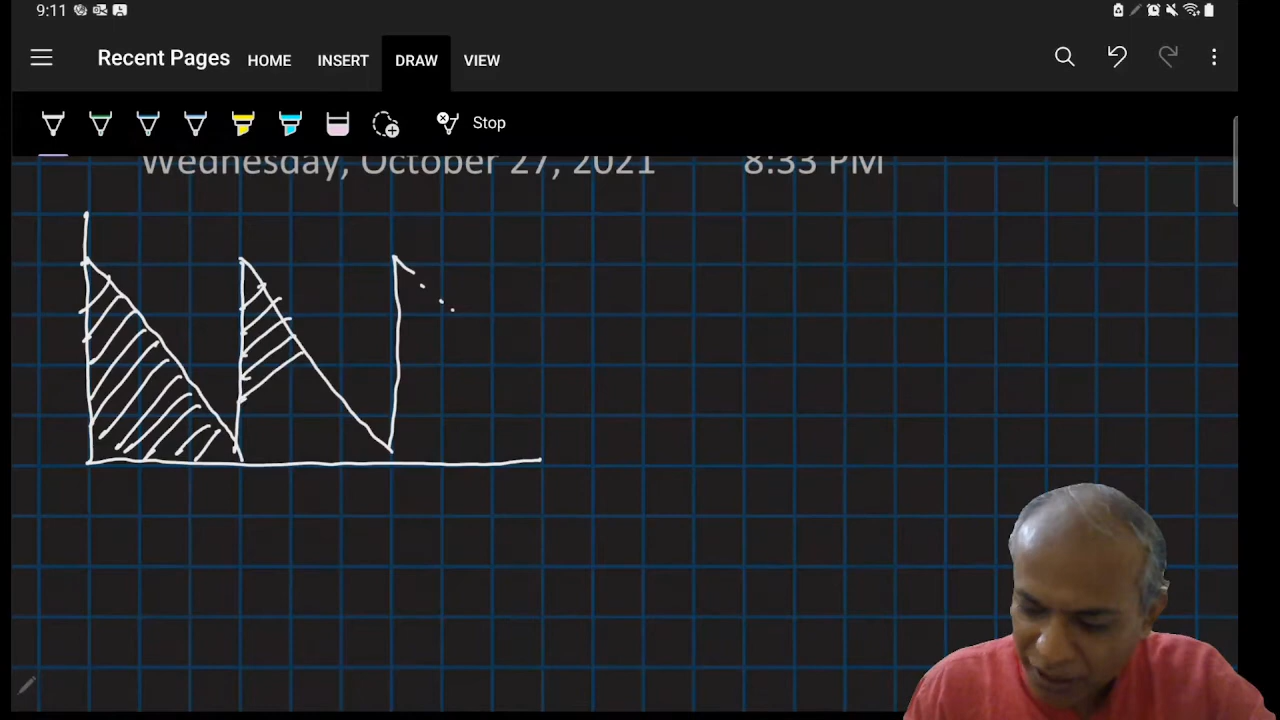 9:11
Recent Pages HOME INSERT DRAW VIEW
Stop
Wednesday, October 27, 2021 8:33 PM